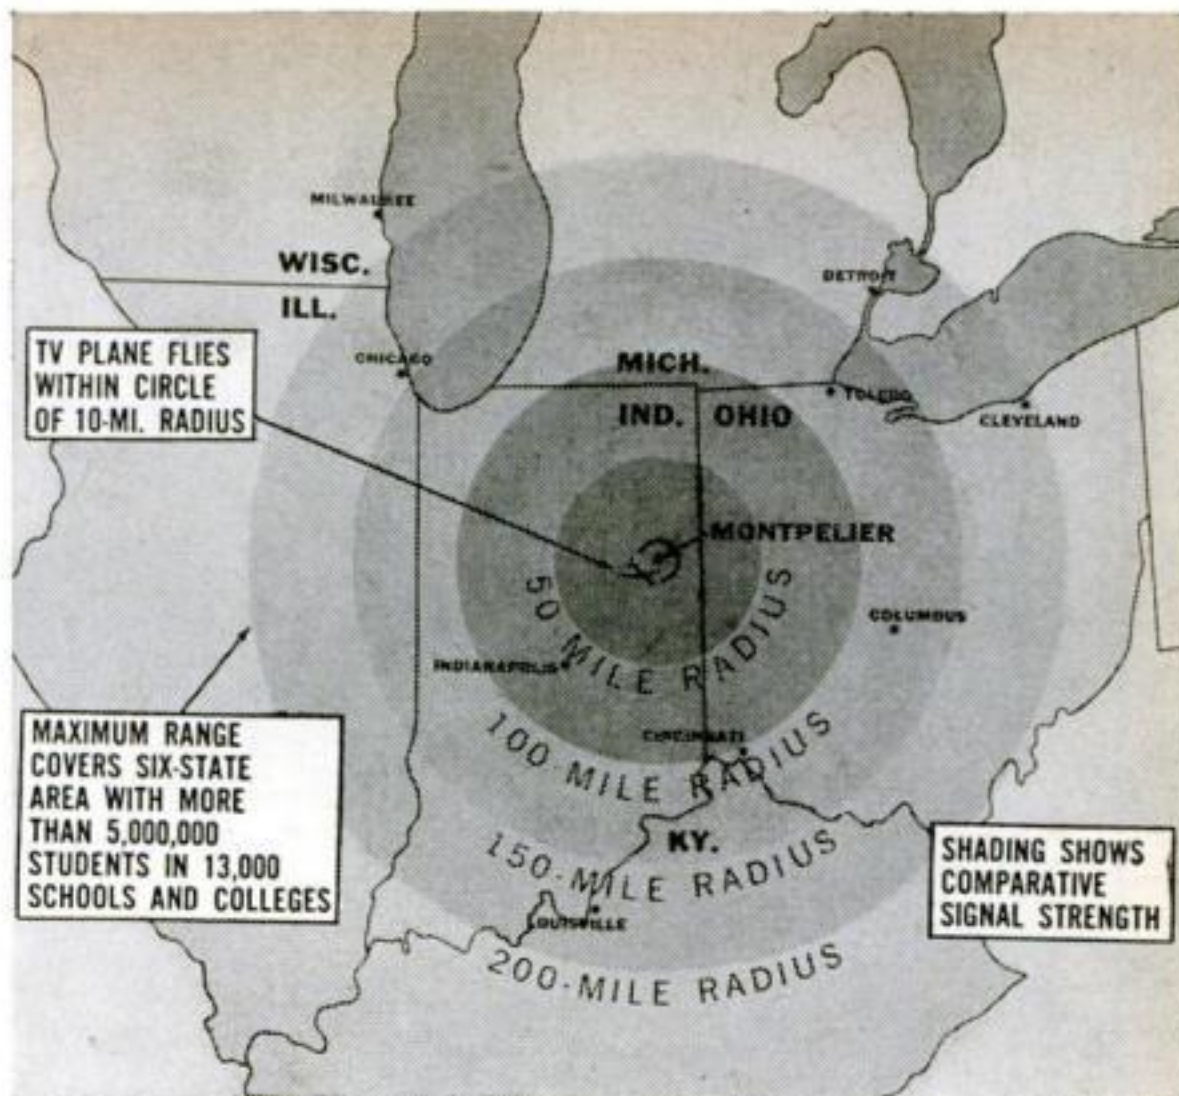 MILWAUKEE
WISC.
ILL.
DETROIT
TV PLANE FLIES
WITHIN CIRCLE
OF 10-MI. RADIUS
CHICAGO
MICH.
IND.
OHIO
TOLEDO
CLEVELAND
MONTPELIER
50-MILE RADIUS
COLUMBUS
INDIANAPOLIS
MAXIMUM RANGE
COVERS SIX-STATE
AREA WITH MORE
THAN 5,000,000
STUDENTS IN 13,000
SCHOOLS AND COLLEGES
CINCINNATI
100-MILE RADIUS
KY.
150-MILE RADIUS
LOUISVILLE
200-MILE RADIUS
SHADING SHOWS
COMPARATIVE
SIGNAL STRENGTH